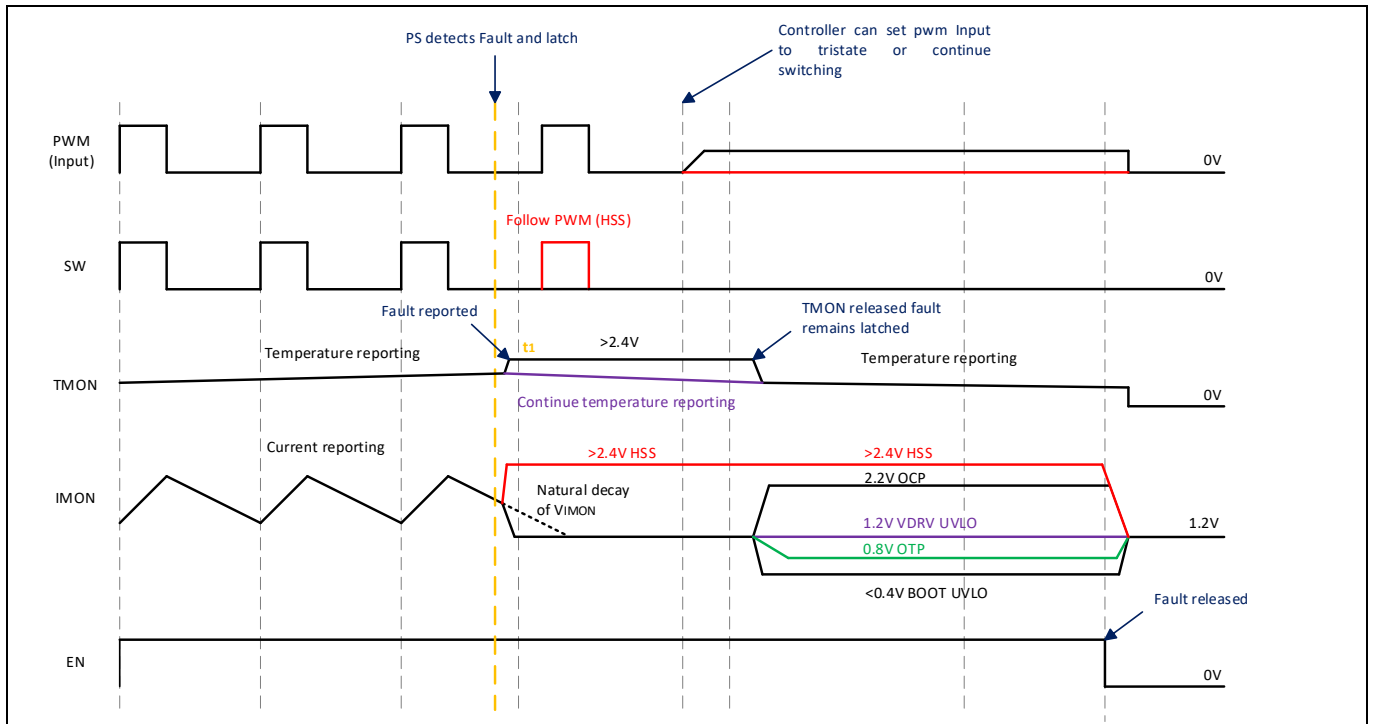 PS detects Fault and latch
Controller can set pwm Input
to tristate or continue
switching
PWM
(Input)
0V
Follow PWM (HSS)
SW
0V
Fault reported
TMON released fault
remains latched
t1
>2.4V
Temperature reporting
Temperature reporting
TMON
0V
Continue temperature reporting
Current reporting
>2.4V HSS
>2.4V HSS
2.2V OCP
IMON
Natural decay
of VIMON
1.2V VDRV UVLO
1.2V
0.8V OTP
<0.4V BOOT UVLO
Fault released
EN
0V